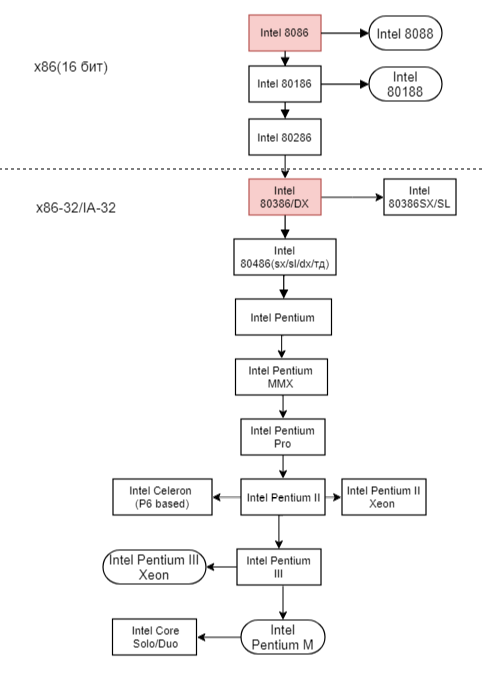 Intel 8086
Intel 8088
x86(16 бит)
Intel 80186
Intel
80188
Intel 80286
x86-32/IA-32
Intel
80386/DX
Intel
80386SX/SL
Intel
80486(sx/sl/dx/тд)
Intel Pentium
Intel Pentium
MMX
Intel Pentium
Pro
Intel Celeron
(P6 based)
Intel Pentium II
Intel Pentium II
Xeon
Intel Pentium III
Xeon
Intel Pentium
III
Intel Core
Solo/Duo
Intel
Pentium M